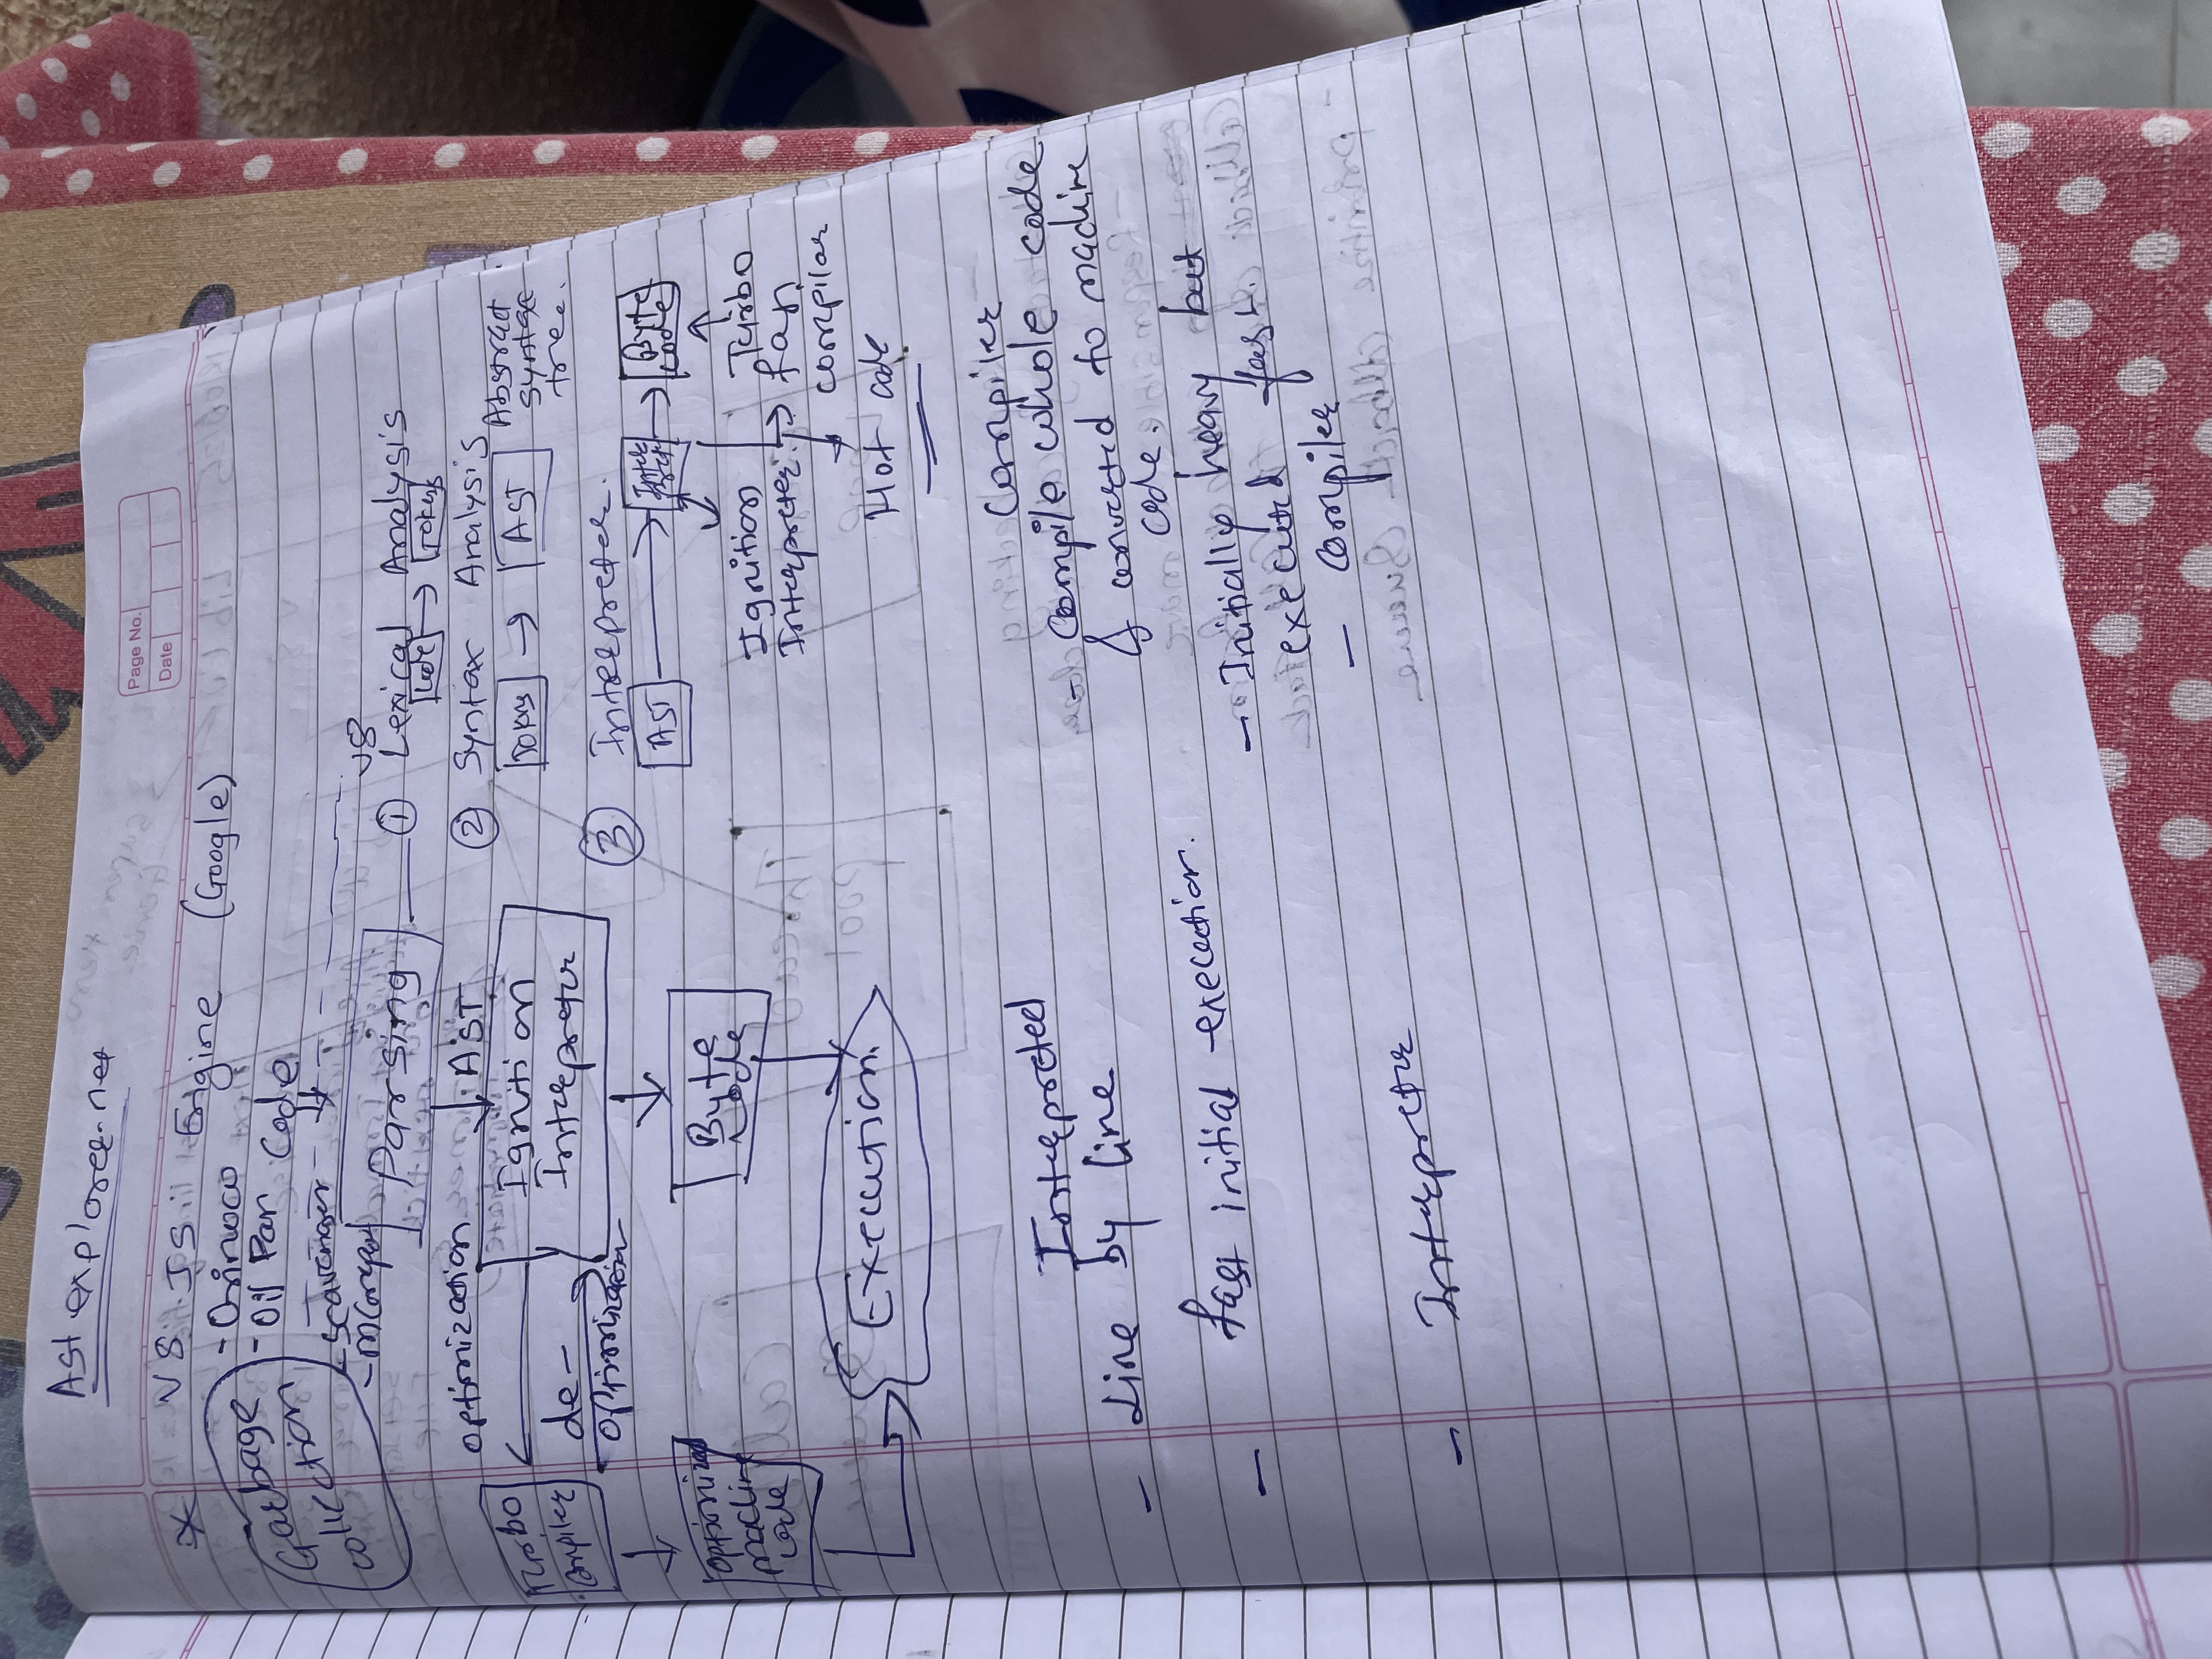 Ast explorer.net
Page No.
Date
* V8 JS Engine (Google)
Garbage collection
- Orinoco
- Oil Pan
- Scavenger
Code
Parsing
AST
optimization
Turbo
compiler
Ignition
Interpreter
de-
optimization
Byte
code
Optimized
machine
code
Execution
V8
① Lexical Analysis
Code → Tokens
② Syntax Analysis
Tokens → AST
Abstract
syntax
tree.
③ Interpreter.
AST → → Byte code
Ignition
Interpreter
Turbo
fan
compilar
Hot code
Interpreted
- Line by line
- fast initial execution.
- Interpreter
Compiler
- Compile whole code
& converted to machine
code.
- Initially heavy but
executed fast.
- Compiler